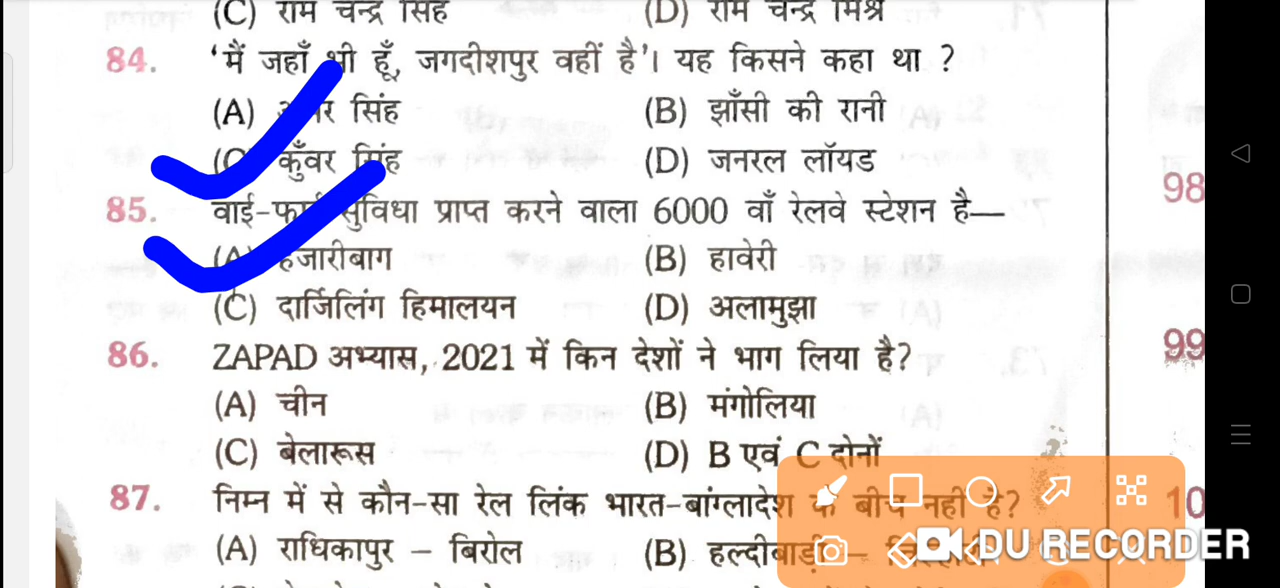 (C) राम चन्द्र सिंह (D) राम चन्द्र मिश्र
84. 'मैं जहाँ भी हूँ, जगदीशपुर वहीं है'। यह किसने कहा था ?
(A) सिंह (B) झाँसी की रानी
(C) कुँवर सिंह (D) जनरल लॉयड
85. वाई-फाई सुविधा प्राप्त करने वाला 6000 वाँ रेलवे स्टेशन है—
(A) हजारीबाग (B) हावेरी
98
(C) दार्जिलिंग हिमालयन (D) अलामुझा
86. ZAPAD अभ्यास, 2021 में किन देशों ने भाग लिया है?
99
(A) चीन (B) मंगोलिया
(C) बेलारूस (D) B एवं C दोनों
87. निम्न में से कौन-सा रेल लिंक भारत-बांग्लादेश के बीच नहीं है?
10
(A) राधिकापुर – बिरोल (B) हल्दीबाड़ी –
DU RECORDER